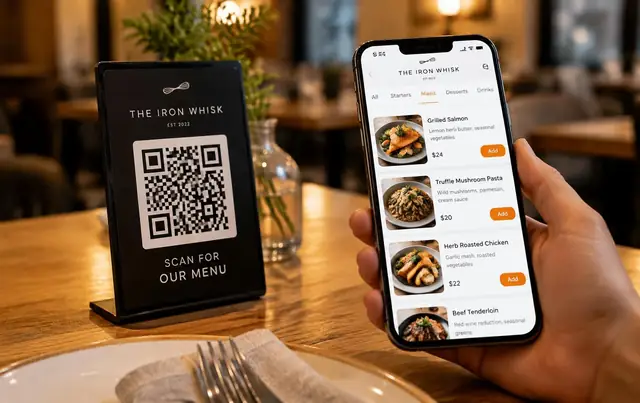 THE IRON WHISK
EST 2022
SCAN FOR
OUR MENU
THE IRON WHISK
All Starters Mains Desserts Drinks
Grilled Salmon
Lemon herb butter, seasonal
vegetables
$24 Add
Truffle Mushroom Pasta
Wild mushrooms, parmesan,
cream sauce
$20 Add
Herb Roasted Chicken
Garlic mash, roasted
vegetables
$22 Add
Beef Tenderloin
Red wine reduction, seasonal
greens